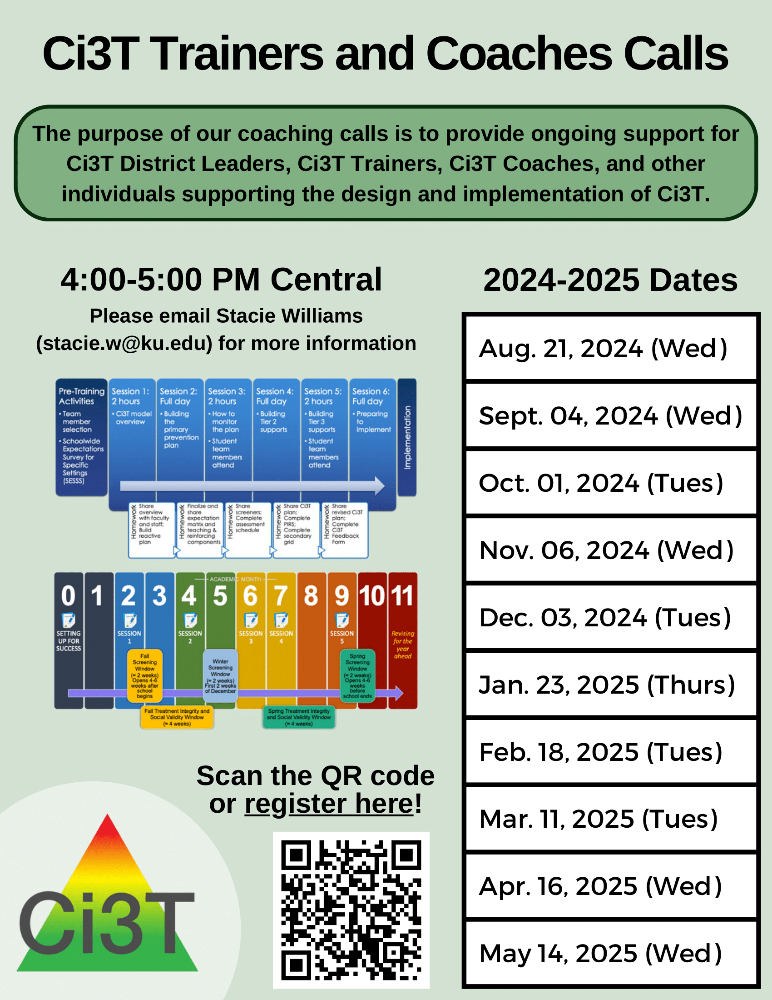 Ci3T Trainers and Coaches Calls
The purpose of our coaching calls is to provide ongoing support for
Ci3T District Leaders, Ci3T Trainers, Ci3T Coaches, and other
individuals supporting the design and implementation of Ci3T.
4:00-5:00 PM Central
Please email Stacie Williams
(stacie.w@ku.edu) for more information
Pre-Training
Activities
• Team
member
selection
• Schoolwide
Expectations
Survey for
Specific
Settings
(SESSS)
Session 1:
2 hours
• Ci3T model
overview
Session 2:
Full day
• Building
the
primary
prevention
plan
Session 3:
2 hours
• How to
monitor
the plan
• Student
team
members
attend
Session 4:
Full day
• Building
Tier 2
supports
Session 5:
2 hours
• Building
Tier 3
supports
• Student
team
members
attend
Session 6:
Full day
• Preparing
to
implement
Implementation
Homework
Share
overview
with faculty
and staff;
Build
reactive
plan
Homework
Finalize and
share
expectation
matrix and
teaching &
reinforcing
components
Homework
Share
screeners;
Complete
assessment
schedule
Homework
Share Ci3T
plan;
Complete
PIRS;
Complete
secondary
grid
Homework
Share
revised Ci3T
plan;
Complete
Ci3T
Feedback
Form
ACADEMIC MONTH
0 1 2 3 4 5 6 7 8 9 10 11
SETTING
UP FOR
SUCCESS
SESSION
1
SESSION
2
SESSION
3
SESSION
4
SESSION
5
Revising
for the
year
ahead
Fall
Screening
Window
(≈ 2 weeks)
Opens 4-6
weeks after
school
begins
Winter
Screening
Window
(≈ 2 weeks)
First 2 weeks
of December
Spring
Screening
Window
(≈ 2 weeks)
Opens 4-6
weeks
before
school ends
Fall Treatment Integrity and
Social Validity Window
(≈ 4 weeks)
Spring Treatment Integrity
and Social Validity Window
(≈ 4 weeks)
Scan the QR code
or register here!
Ci3T
2024-2025 Dates
Aug. 21, 2024 (Wed)
Sept. 04, 2024 (Wed)
Oct. 01, 2024 (Tues)
Nov. 06, 2024 (Wed)
Dec. 03, 2024 (Tues)
Jan. 23, 2025 (Thurs)
Feb. 18, 2025 (Tues)
Mar. 11, 2025 (Tues)
Apr. 16, 2025 (Wed)
May 14, 2025 (Wed)